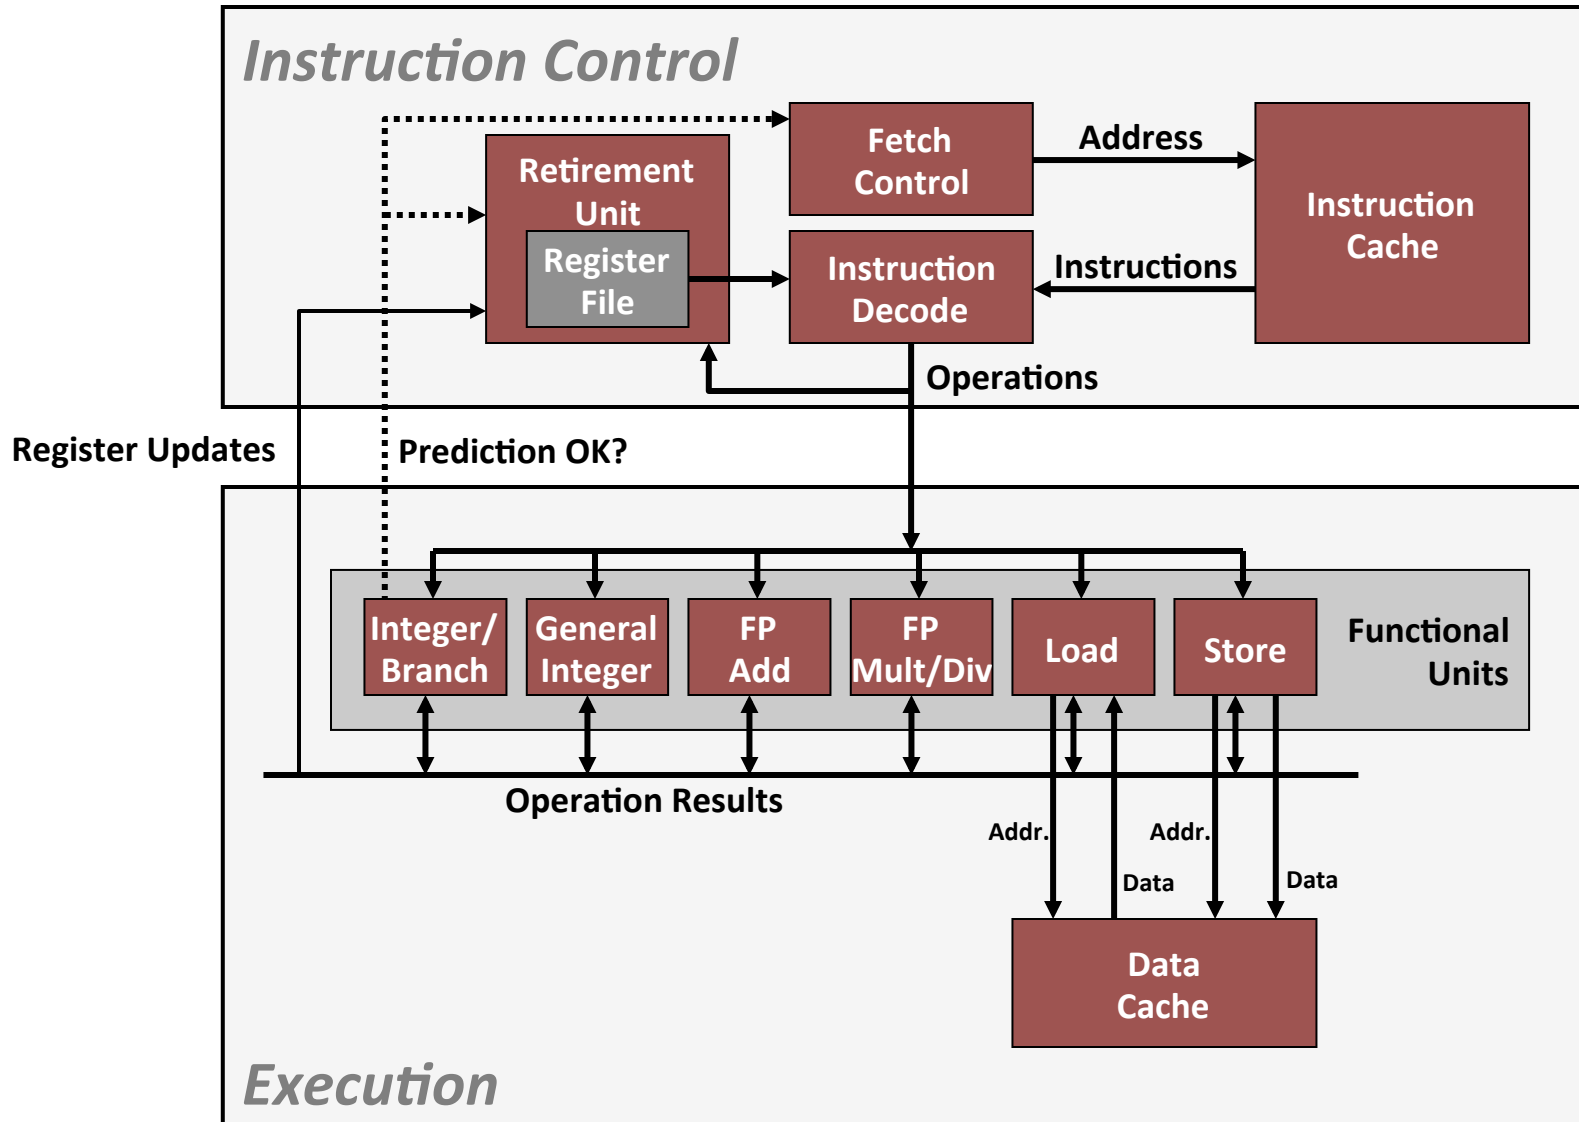 Instruction Control
Fetch
Control
Address
Instruction
Cache
Retirement
Unit
Register
File
Instruction
Decode
Instructions
Operations
Register Updates
Prediction OK?
Integer/
Branch
General
Integer
FP
Add
FP
Mult/Div
Load
Store
Functional
Units
Operation Results
Addr.
Addr.
Data
Data
Data
Cache
Execution